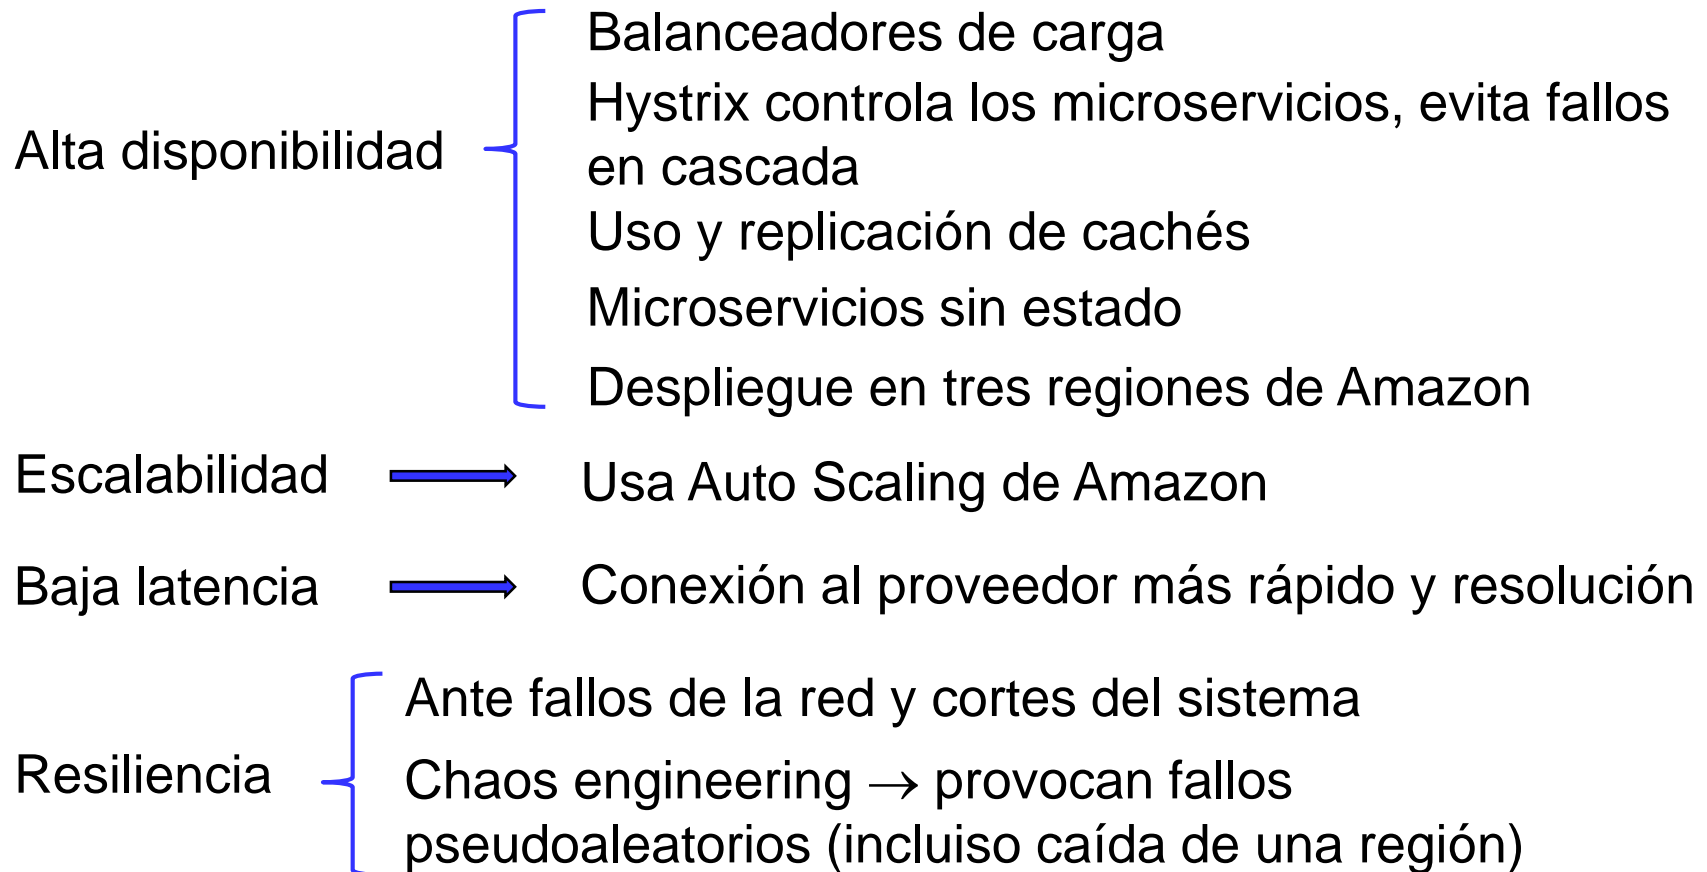 Alta disponibilidad
Balanceadores de carga
Hystrix controla los microservicios, evita fallos
en cascada
Uso y replicación de cachés
Microservicios sin estado
Despliegue en tres regiones de Amazon
Escalabilidad
Usa Auto Scaling de Amazon
Baja latencia
Conexión al proveedor más rápido y resolución
Resiliencia
Ante fallos de la red y cortes del sistema
Chaos engineering → provocan fallos
pseudoaleatorios (incluiso caída de una región)